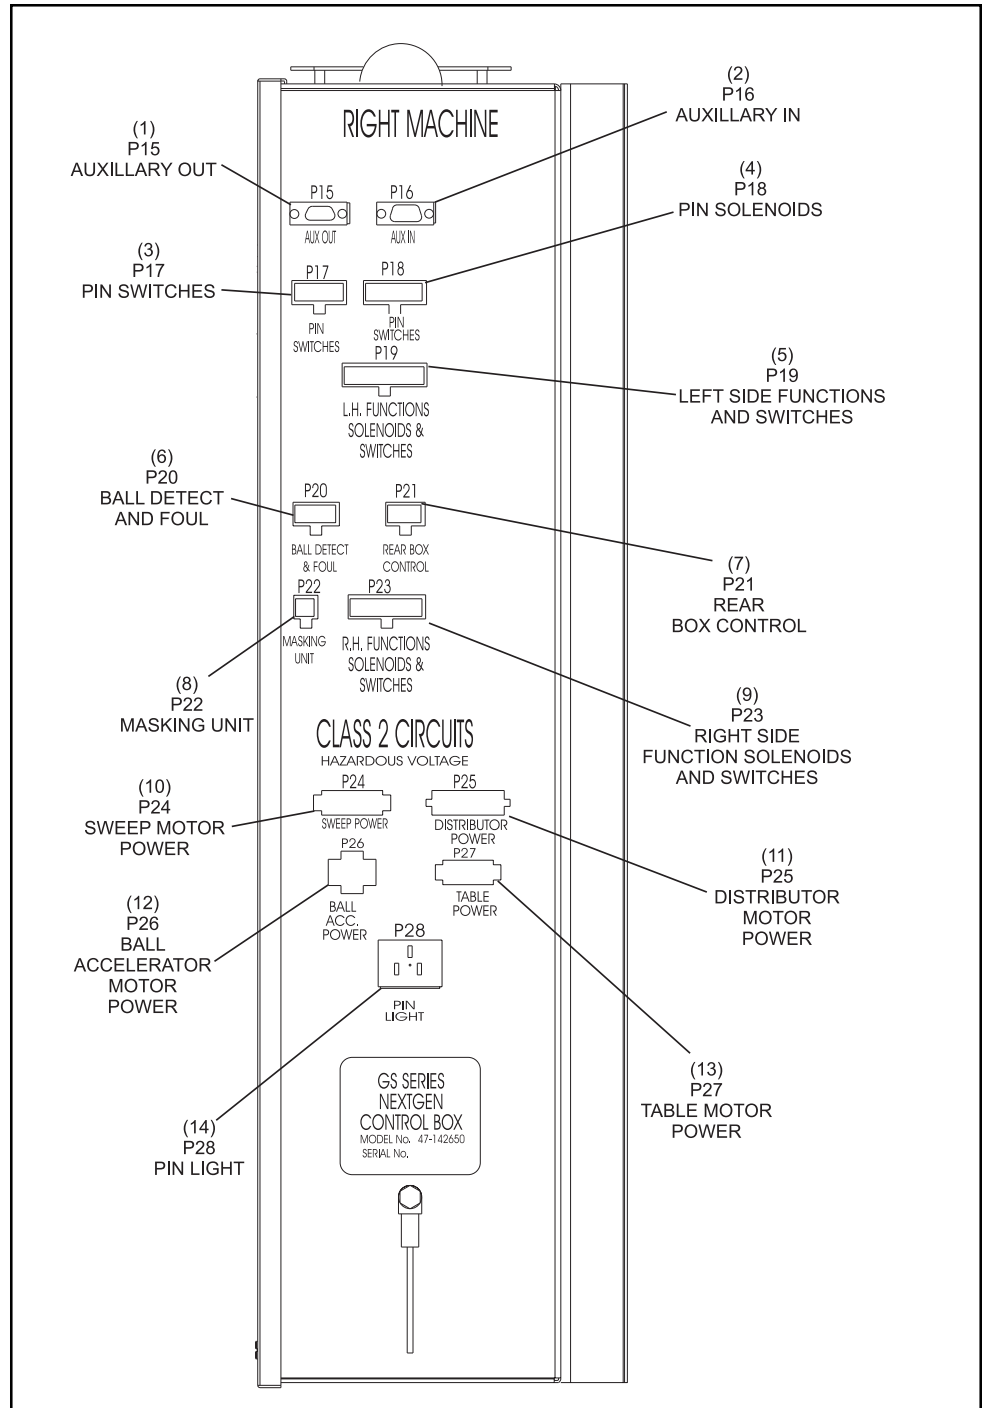 (2)
P16
AUXILLARY IN
RIGHT MACHINE
(1)
P15
AUXILLARY OUT
(4)
P18
PIN SOLENOIDS
P15
P16
AUX OUT
AUX IN
(3)
P17
PIN SWITCHES
P17
P18
PIN
SWITCHES
PIN
SWITCHES
P19
(5)
P19
LEFT SIDE FUNCTIONS
AND SWITCHES
L.H. FUNCTIONS
SOLENOIDS &
SWITCHES
(6)
P20
BALL DETECT
AND FOUL
P20
P21
BALL DETECT
& FOUL
REAR BOX
CONTROL
(7)
P21
REAR
BOX CONTROL
P22
P23
MASKING
UNIT
R.H. FUNCTIONS
SOLENOIDS &
SWITCHES
(8)
P22
MASKING UNIT
(9)
P23
RIGHT SIDE
FUNCTION SOLENOIDS
AND SWITCHES
CLASS 2 CIRCUITS
HAZARDOUS VOLTAGE
P24
P25
(10)
P24
SWEEP MOTOR
POWER
SWEEP POWER
DISTRIBUTOR
POWER
P26
P27
(11)
P25
DISTRIBUTOR
MOTOR
POWER
BALL
ACC.
POWER
TABLE
POWER
(12)
P26
BALL
ACCELERATOR
MOTOR
POWER
P28
PIN
LIGHT
(13)
P27
TABLE MOTOR
POWER
GS SERIES
NEXTGEN
CONTROL BOX
MODEL No. 47-142650
SERIAL No.
(14)
P28
PIN LIGHT